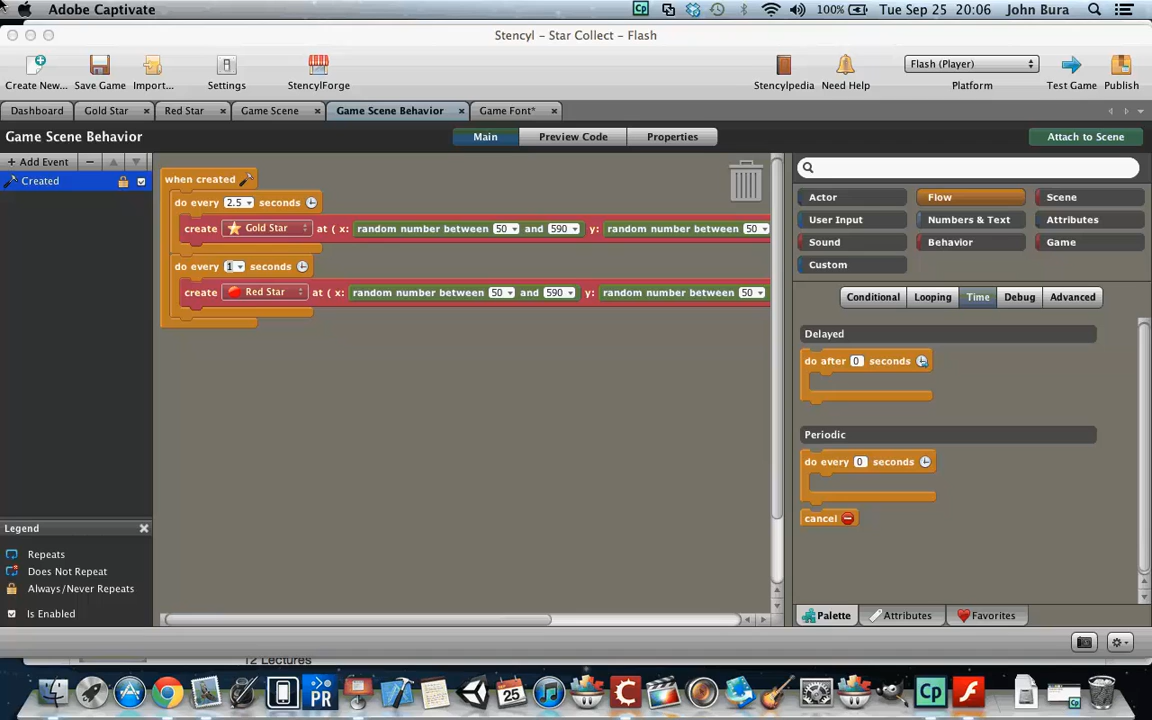 Adobe Captivate
100%
Tue Sep 25 20:06
John Bura
Stencyl – Star Collect – Flash
Create New...
Save Game
Import...
Settings
StencylForge
Stencylpedia
Need Help
Flash (Player)
Platform
Test Game
Publish
Dashboard
Gold Star
Red Star
Game Scene
Game Scene Behavior
Game Font*
Game Scene Behavior
Main
Preview Code
Properties
Attach to Scene
+ Add Event
Created
when created
do every 2.5 seconds
create Gold Star at ( x: random number between 50 and 590 y: random number between 50
do every 1 seconds
create Red Star at ( x: random number between 50 and 590 y: random number between 50
Actor
Flow
Scene
User Input
Numbers & Text
Attributes
Sound
Behavior
Game
Custom
Conditional
Looping
Time
Debug
Advanced
Delayed
do after 0 seconds
Periodic
do every 0 seconds
cancel
Legend
Repeats
Does Not Repeat
Always/Never Repeats
Is Enabled
Palette
Attributes
Favorites
12 Lectures
PR
25
Cp